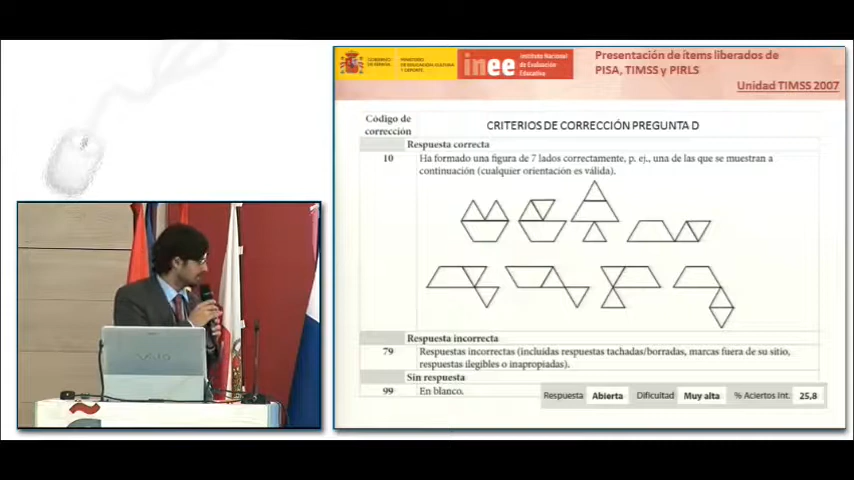 GOBIERNO DE ESPAÑA
MINISTERIO DE EDUCACIÓN, CULTURA Y DEPORTE
inee
Instituto Nacional de Evaluación Educativa
Presentación de ítems liberados de
PISA, TIMSS y PIRLS
Unidad TIMSS 2007
Código de corrección
CRITERIOS DE CORRECCIÓN PREGUNTA D
Respuesta correcta
10 Ha formado una figura de 7 lados correctamente, p. ej., una de las que se muestran a
continuación (cualquier orientación es válida).
Respuesta incorrecta
79 Respuestas incorrectas (incluidas respuestas tachadas/borradas, marcas fuera de su sitio,
respuestas ilegibles o inapropiadas).
Sin respuesta
99 En blanco.
Respuesta Abierta Dificultad Muy alta % Aciertos Int. 25,8
VAIO